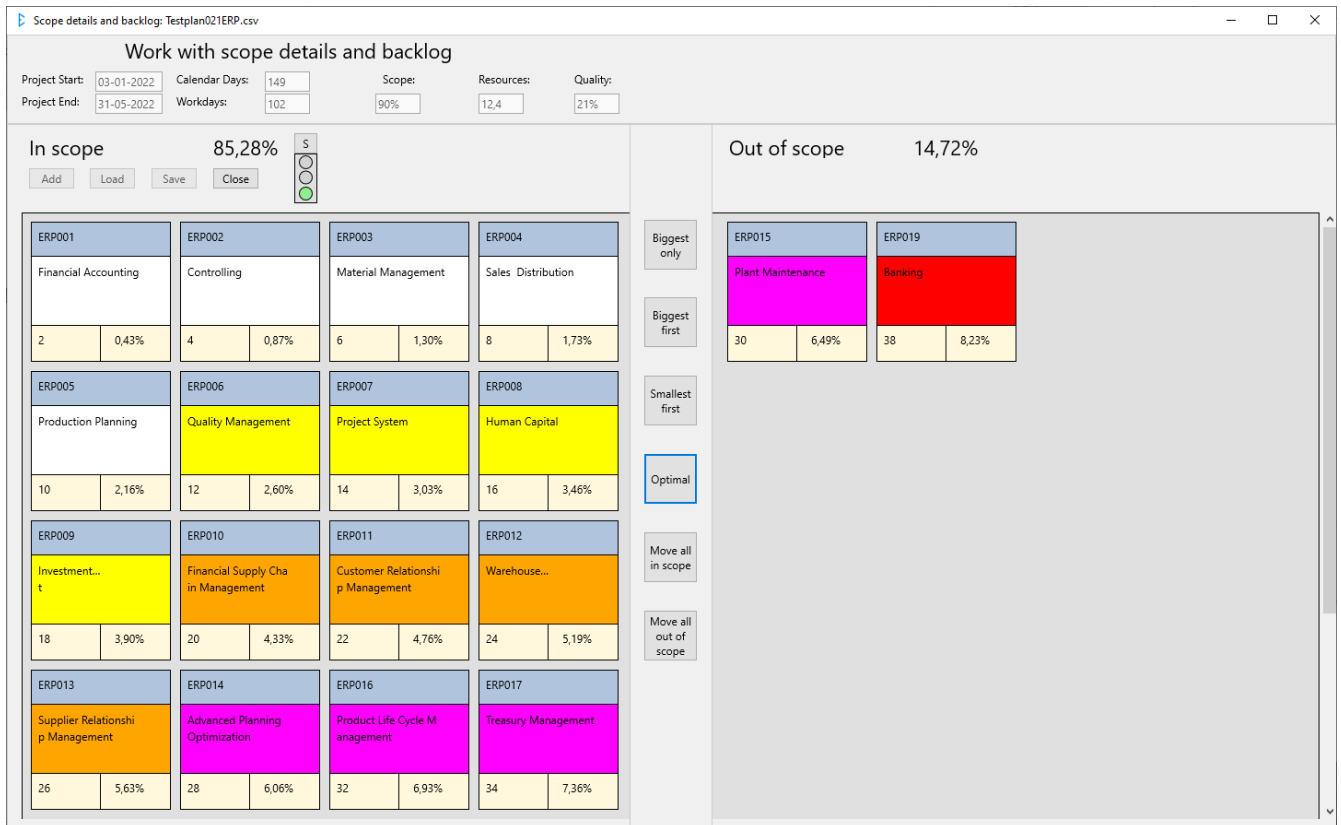 Scope details and backlog: Testplan021ERP.csv
Work with scope details and backlog
Project Start: 03-01-2022 Calendar Days: 149 Scope: Resources: Quality:
Project End: 31-05-2022 Workdays: 102 90% 12,4 21%
In scope 85,28% S
Add Load Save Close
Out of scope 14,72%
ERP001 ERP002 ERP003 ERP004
Financial Accounting Controlling Material Management Sales Distribution
2 0,43% 4 0,87% 6 1,30% 8 1,73%
ERP005 ERP006 ERP007 ERP008
Production Planning Quality Management Project System Human Capital
10 2,16% 12 2,60% 14 3,03% 16 3,46%
ERP009 ERP010 ERP011 ERP012
Investment... Financial Supply Cha Customer Relationshi Warehouse...
t in Management p Management
18 3,90% 20 4,33% 22 4,76% 24 5,19%
ERP013 ERP014 ERP016 ERP017
Supplier Relationshi Advanced Planning Product Life Cycle M Treasury Management
p Management Optimization anagement
26 5,63% 28 6,06% 32 6,93% 34 7,36%
Biggest
only
Biggest
first
Smallest
first
Optimal
Move all
in scope
Move all
out of
scope
ERP015 ERP019
Plant Maintenance Banking
30 6,49% 38 8,23%